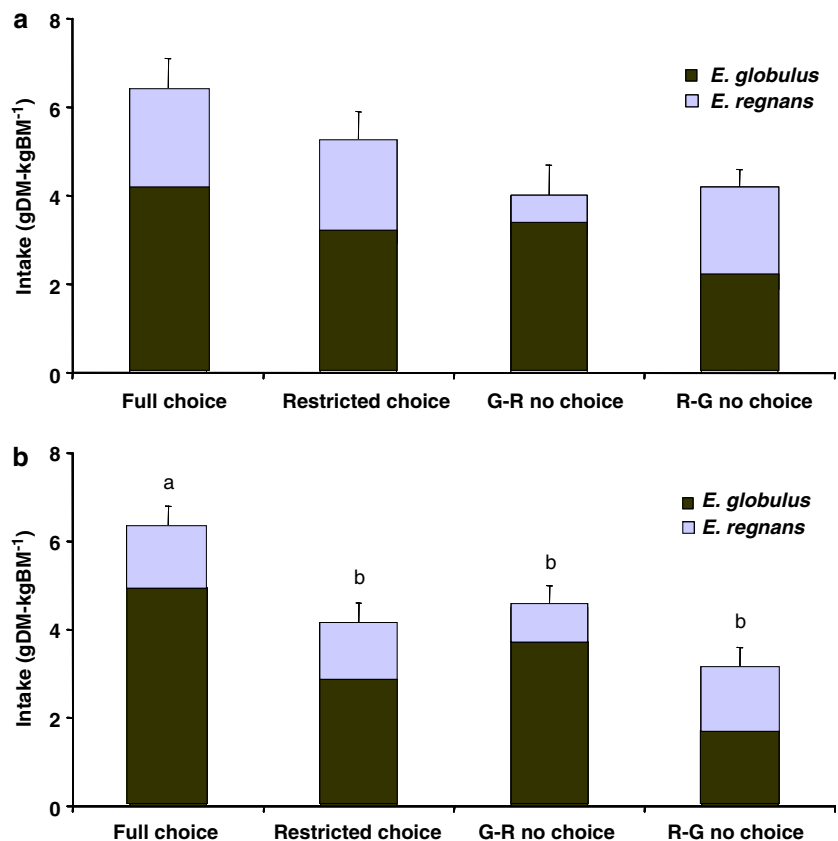 a
8
6
4
2
0
Intake (gDM-kgBM⁻¹)
E. globulus
E. regnans
Full choice Restricted choice G-R no choice R-G no choice
b
8
6
4
2
0
Intake (gDM-kgBM⁻¹)
a
b
b
b
E. globulus
E. regnans
Full choice Restricted choice G-R no choice R-G no choice